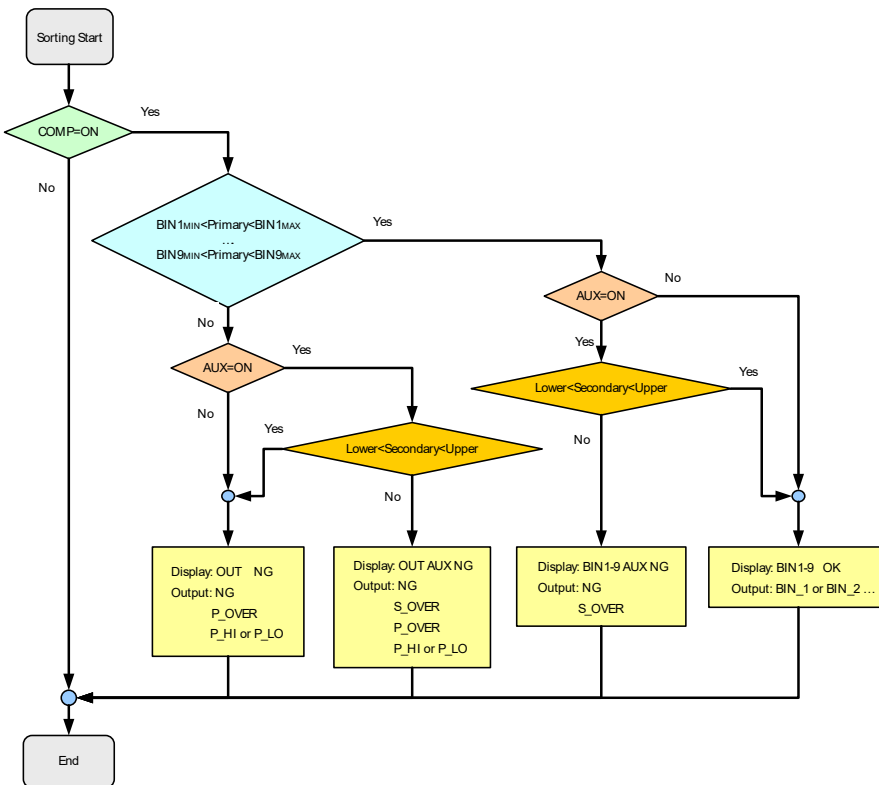 Sorting Start
COMP=ON
Yes
No
BIN1MIN<Primary<BIN1MAX
...
BIN9MIN<Primary<BIN9MAX
Yes
No
AUX=ON
No
Yes
AUX=ON
Yes
No
Lower<Secondary<Upper
Yes
No
Lower<Secondary<Upper
Yes
No
Display: OUT NG
Output: NG
P_OVER
P_HI or P_LO
Display: OUT AUX NG
Output: NG
S_OVER
P_OVER
P_HI or P_LO
Display: BIN1-9 AUX NG
Output: NG
S_OVER
Display: BIN1-9 OK
Output: BIN_1 or BIN_2 ...
End